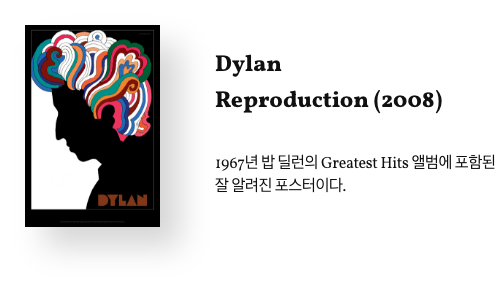 DYLAN
Dylan
Reproduction (2008)
1967년 밥 딜런의 Greatest Hits 앨범에 포함된
잘 알려진 포스터이다.